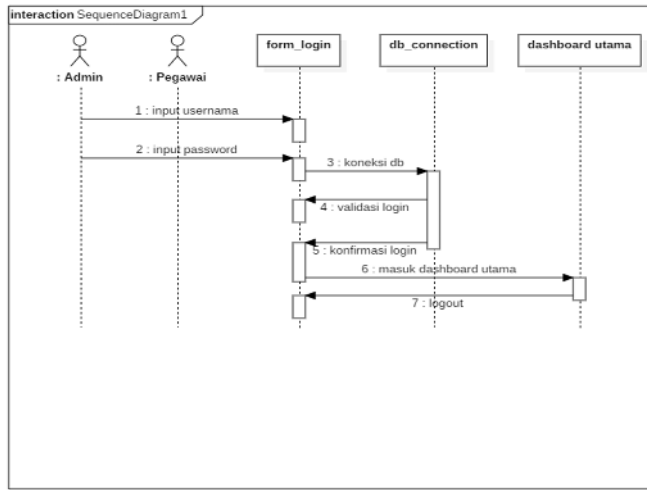 interaction SequenceDiagram1
form_login
db_connection
dashboard utama
: Admin
: Pegawai
1 : input usernama
2 : input password
3 : koneksi db
4 : validasi login
5 : konfirmasi login
6 : masuk dashboard utama
7 : logout